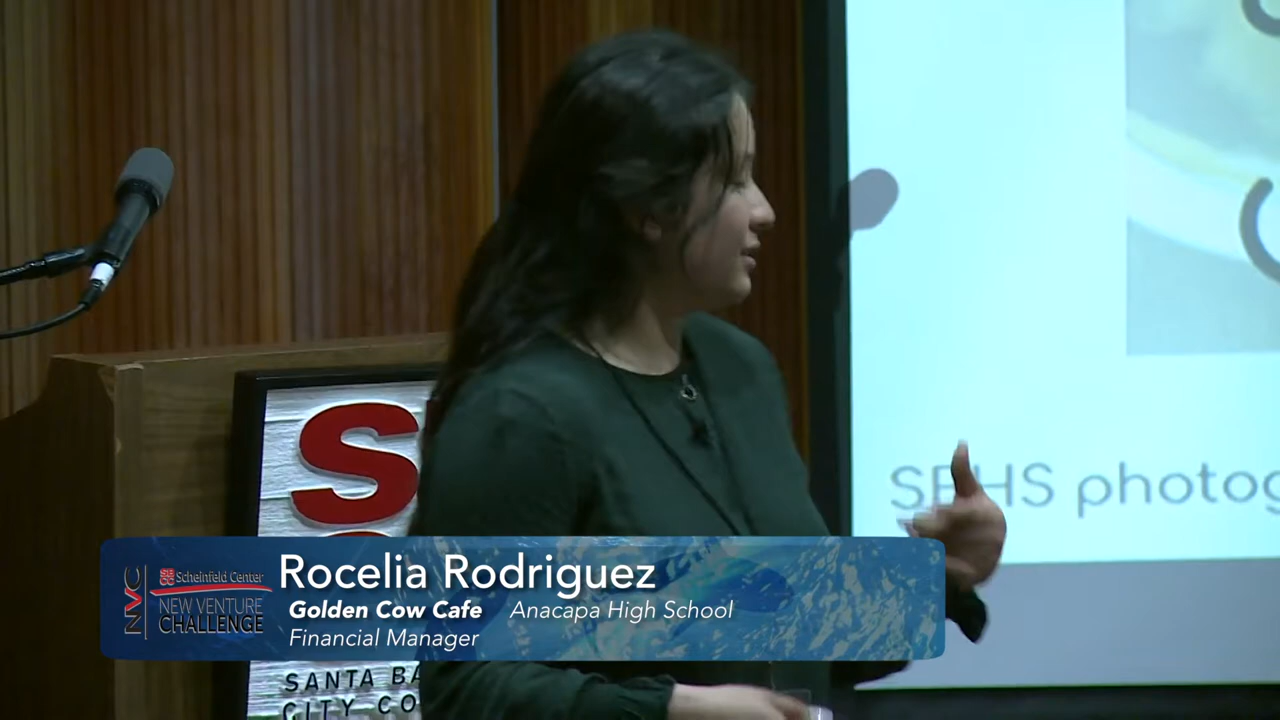 SBHS photog
S
NVC
SBCC Scheinfeld Center
NEW VENTURE
CHALLENGE
Rocelia Rodriguez
Golden Cow Cafe Anacapa High School
Financial Manager
SANTA BA
CITY CO